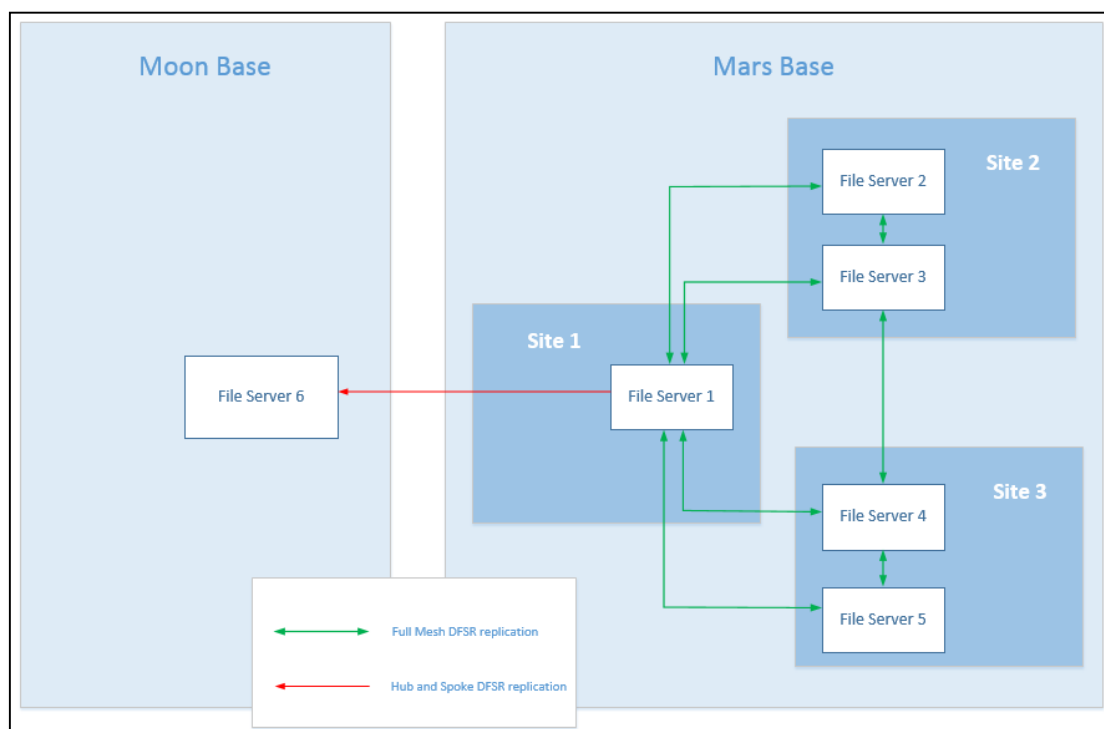 Moon Base
Mars Base
Site 2
File Server 2
File Server 3
Site 1
File Server 6
File Server 1
Site 3
File Server 4
File Server 5
Full Mesh DFSR replication
Hub and Spoke DFSR replication